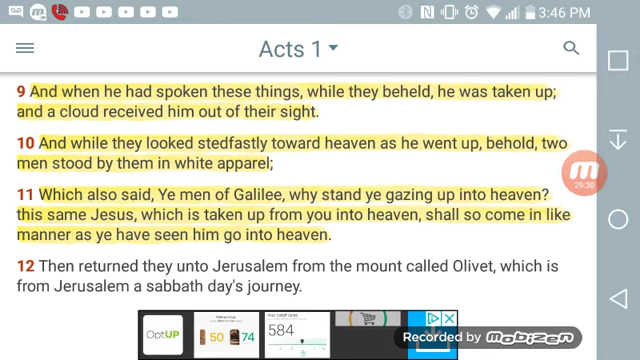 3:46 PM
Acts 1
9 And when he had spoken these things, while they beheld, he was taken up;
and a cloud received him out of their sight.
10 And while they looked stedfastly toward heaven as he went up, behold, two
men stood by them in white apparel;
29:30
11 Which also said, Ye men of Galilee, why stand ye gazing up into heaven?
this same Jesus, which is taken up from you into heaven, shall so come in like
manner as ye have seen him go into heaven.
12 Then returned they unto Jerusalem from the mount called Olivet, which is
from Jerusalem a sabbath day's journey.
OptUP
50
74
584
Recorded by mobizen